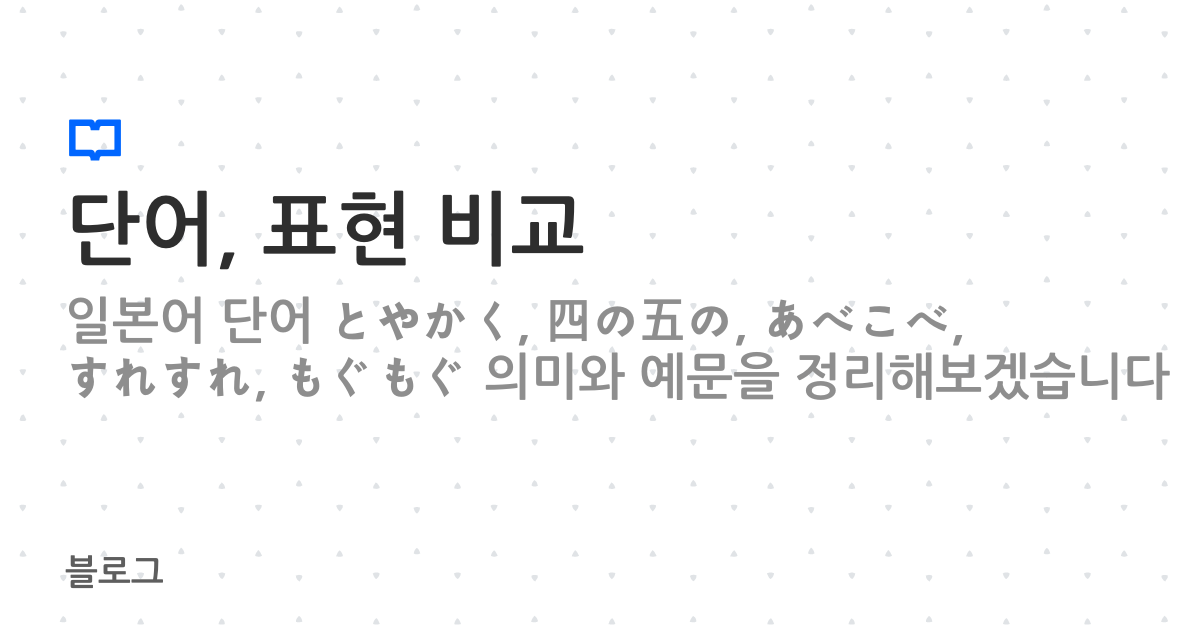 단어, 표현 비교
일본어 단어 とやかく, 四の五の, あべこべ,
すれすれ, もぐもぐ 의미와 예문을 정리해보겠습니다
블로그